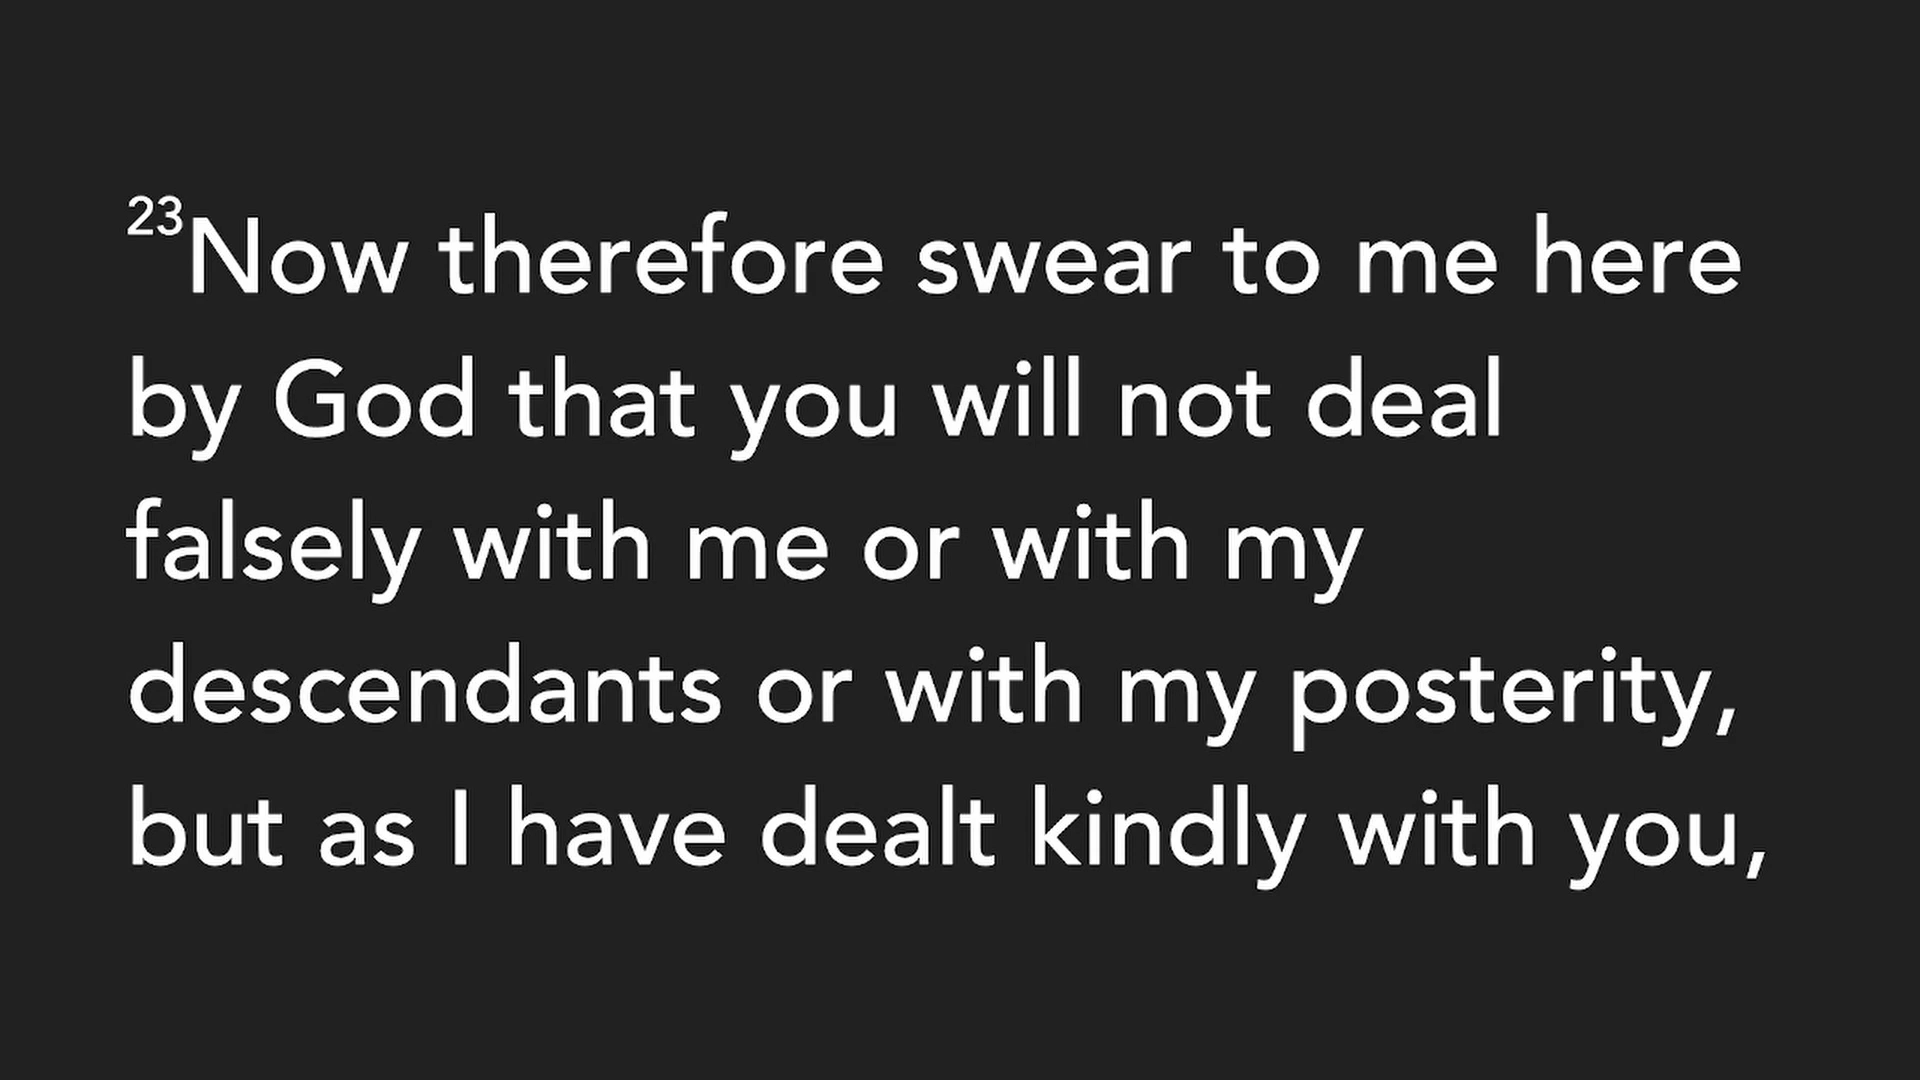 23Now therefore swear to me here
by God that you will not deal
falsely with me or with my
descendants or with my posterity,
but as I have dealt kindly with you,